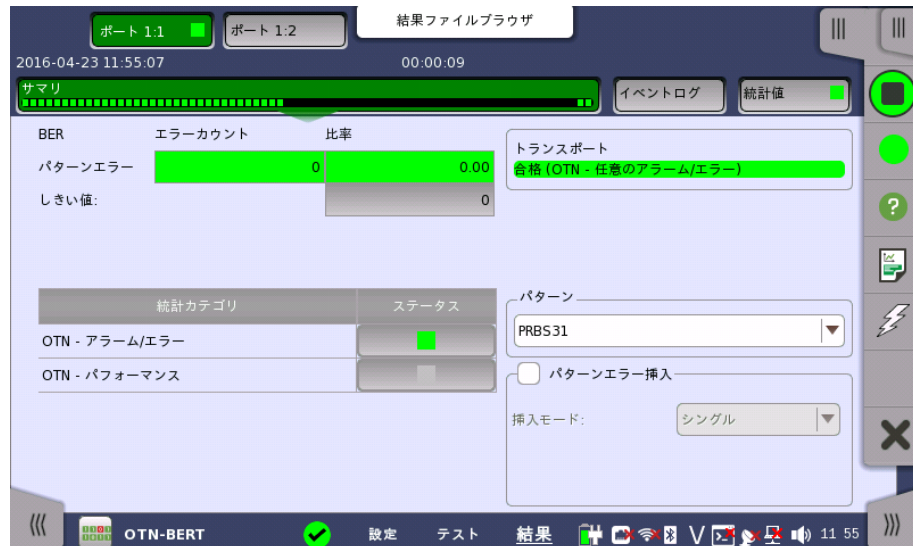 結果ファイルブラウザ
ポート 1:1
ポート 1:2
2016-04-23 11:55:07
00:00:09
サマリ
イベントログ
統計値
BER
エラーカウント
比率
パターンエラー
0
0.00
しきい値:
0
トランスポート
合格 (OTN - 任意のアラーム/エラー)
統計カテゴリ
ステータス
OTN - アラーム/エラー
OTN - パフォーマンス
パターン
PRBS31
パターンエラー挿入
挿入モード:
シングル
OTN-BERT
設定
テスト
結果
V
11 55